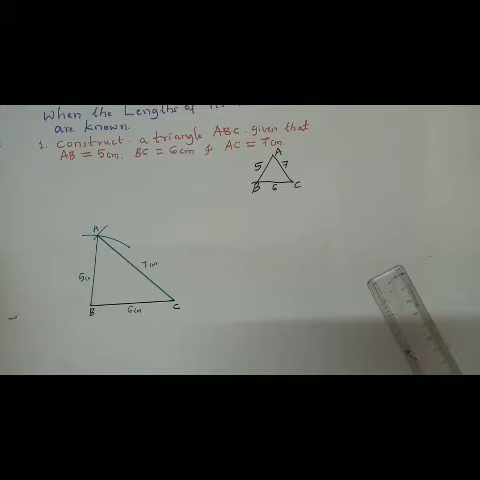 When the Lengths of
are known.
1. Construct a triangle ABC. given that
AB = 5cm, BC = 6cm & AC = 7cm.
A
5 7
B 6 C
A
7cm
5c
B 6cm C